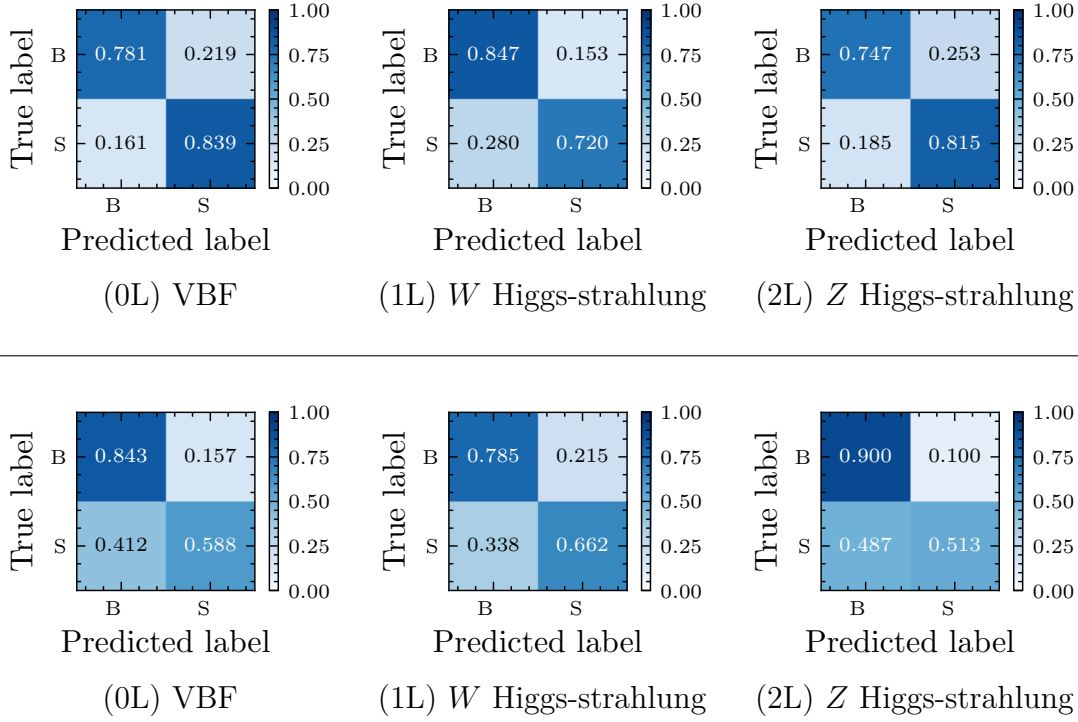 1.00
0.75
0.50
0.25
0.00
B
S
0.781 0.219
0.161 0.839
B S
True label
Predicted label
(0L) VBF
1.00
0.75
0.50
0.25
0.00
B
S
0.847 0.153
0.280 0.720
B S
True label
Predicted label
(1L) W Higgs-strahlung
1.00
0.75
0.50
0.25
0.00
B
S
0.747 0.253
0.185 0.815
B S
True label
Predicted label
(2L) Z Higgs-strahlung
1.00
0.75
0.50
0.25
0.00
B
S
0.843 0.157
0.412 0.588
B S
True label
Predicted label
(0L) VBF
1.00
0.75
0.50
0.25
0.00
B
S
0.785 0.215
0.338 0.662
B S
True label
Predicted label
(1L) W Higgs-strahlung
1.00
0.75
0.50
0.25
0.00
B
S
0.900 0.100
0.487 0.513
B S
True label
Predicted label
(2L) Z Higgs-strahlung